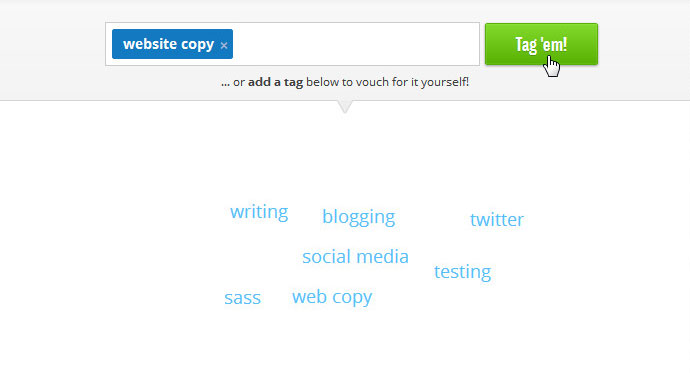 website copy ×
Tag 'em!
... or add a tag below to vouch for it yourself!
writing
blogging
twitter
social media
testing
sass
web copy